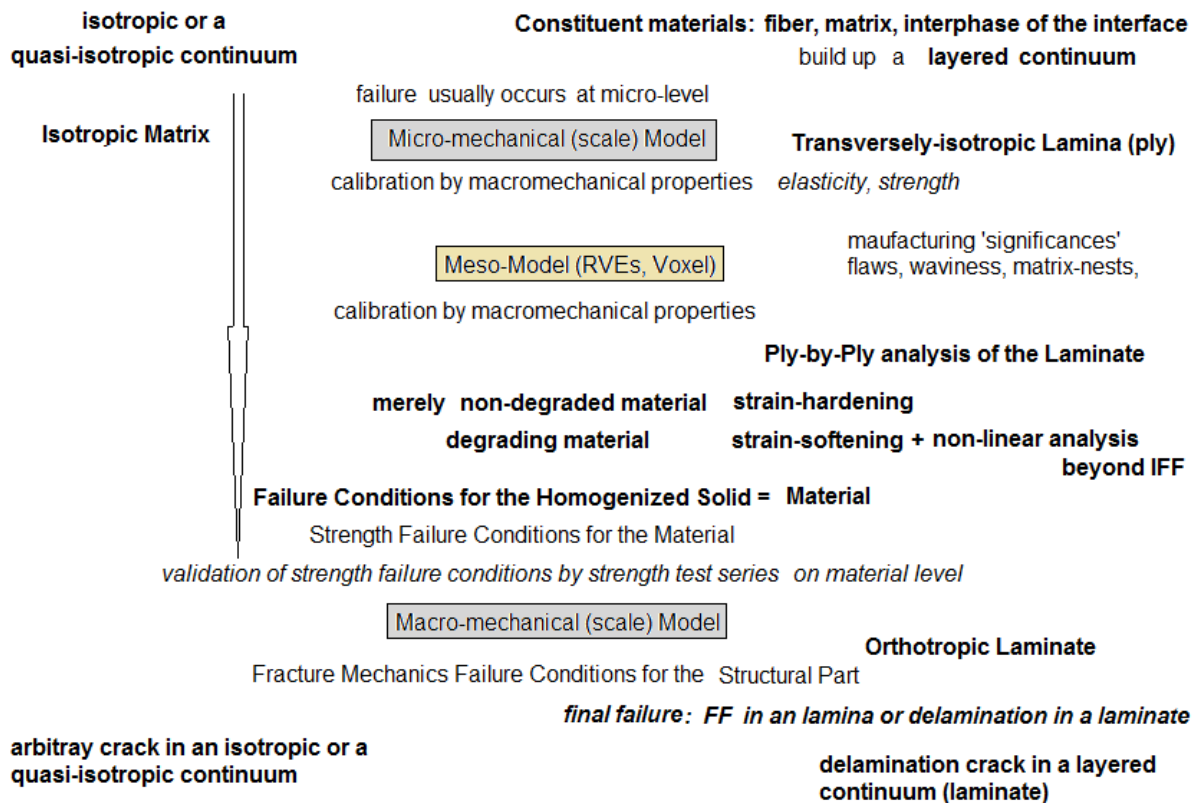 isotropic or a
quasi-isotropic continuum
Constituent materials: fiber, matrix, interphase of the interface
build up a layered continuum
failure usually occurs at micro-level
Isotropic Matrix
Micro-mechanical (scale) Model
Transversely-isotropic Lamina (ply)
calibration by macromechanical properties elasticity, strength
maufacturing 'significances'
flaws, waviness, matrix-nests,
Meso-Model (RVEs, Voxel)
calibration by macromechanical properties
Ply-by-Ply analysis of the Laminate
merely non-degraded material strain-hardening
degrading material strain-softening + non-linear analysis
beyond IFF
Failure Conditions for the Homogenized Solid = Material
Strength Failure Conditions for the Material
validation of strength failure conditions by strength test series on material level
Macro-mechanical (scale) Model
Orthotropic Laminate
Fracture Mechanics Failure Conditions for the Structural Part
final failure: FF in an lamina or delamination in a laminate
arbitray crack in an isotropic or a
quasi-isotropic continuum
delamination crack in a layered
continuum (laminate)